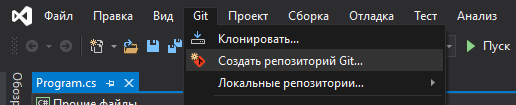 Файл Правка Вид Git Проект Сборка Отладка Тест Анализ
Клонировать...
Пуск
Создать репозиторий Git...
Локальные репозитории...
Program.cs
Обозр
Прочие файлы
C#